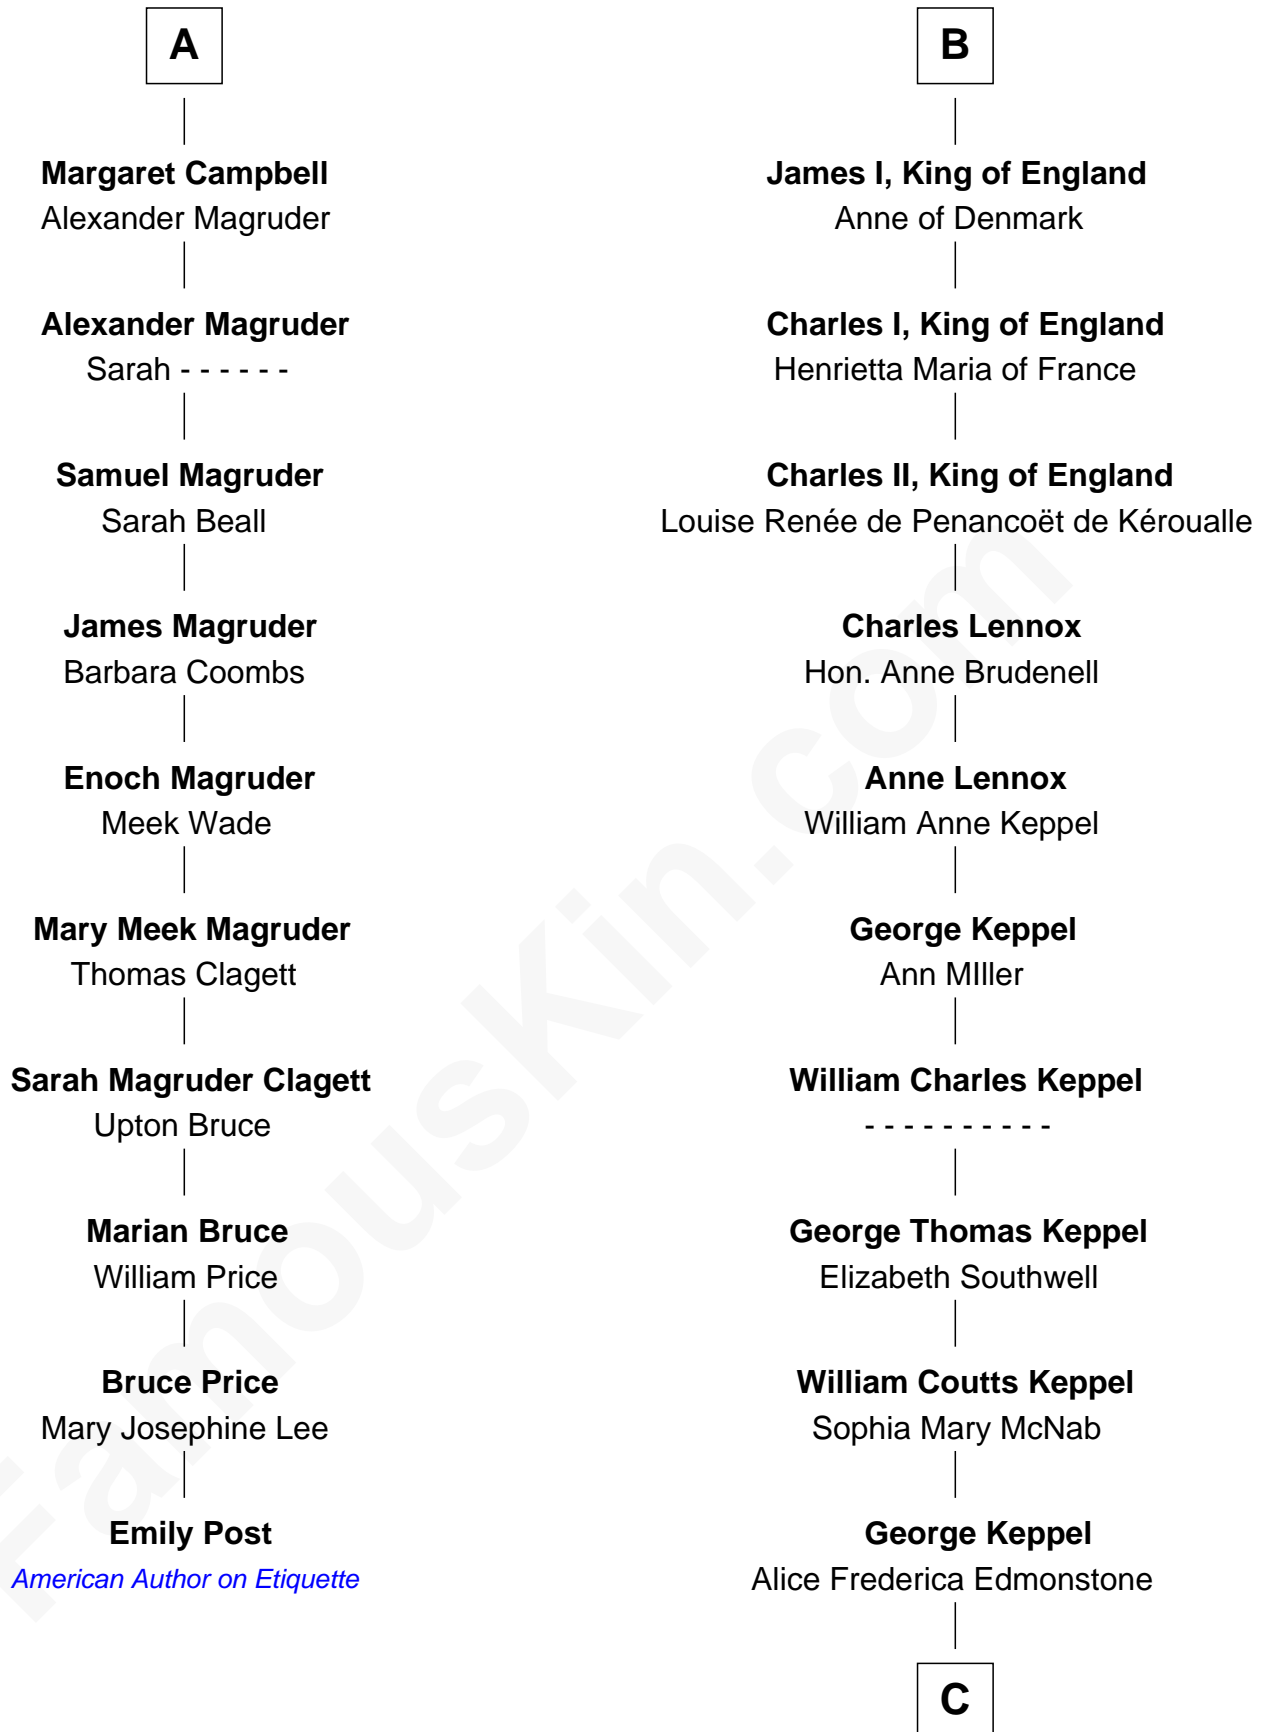 A
Margaret Campbell
Alexander Magruder
Alexander Magruder
Sarah - - - - - -
Samuel Magruder
Sarah Beall
James Magruder
Barbara Coombs
Enoch Magruder
Meek Wade
Mary Meek Magruder
Thomas Clagett
Sarah Magruder Clagett
Upton Bruce
Marian Bruce
William Price
Bruce Price
Mary Josephine Lee
Emily Post
American Author on Etiquette
B
James I, King of England
Anne of Denmark
Charles I, King of England
Henrietta Maria of France
Charles II, King of England
Louise Renée de Penancoët de Kéroualle
Charles Lennox
Hon. Anne Brudenell
Anne Lennox
William Anne Keppel
George Keppel
Ann MIller
William Charles Keppel
- - - - - - - - - -
George Thomas Keppel
Elizabeth Southwell
William Coutts Keppel
Sophia Mary McNab
George Keppel
Alice Frederica Edmonstone
C
FamousKin.com